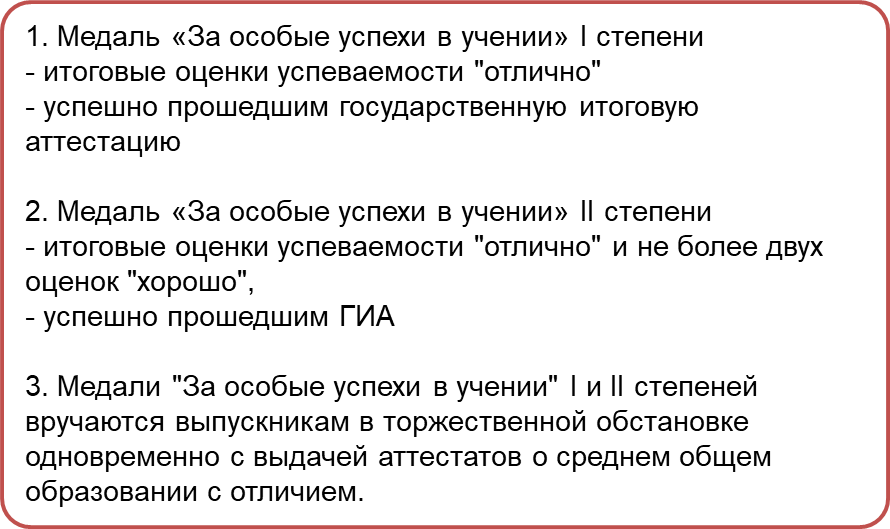 1. Медаль «За особые успехи в учении» I степени
- итоговые оценки успеваемости "отлично"
- успешно прошедшим государственную итоговую
аттестацию
2. Медаль «За особые успехи в учении» II степени
- итоговые оценки успеваемости "отлично" и не более двух
оценок "хорошо",
- успешно прошедшим ГИА
3. Медали "За особые успехи в учении" I и II степеней
вручаются выпускникам в торжественной обстановке
одновременно с выдачей аттестатов о среднем общем
образовании с отличием.